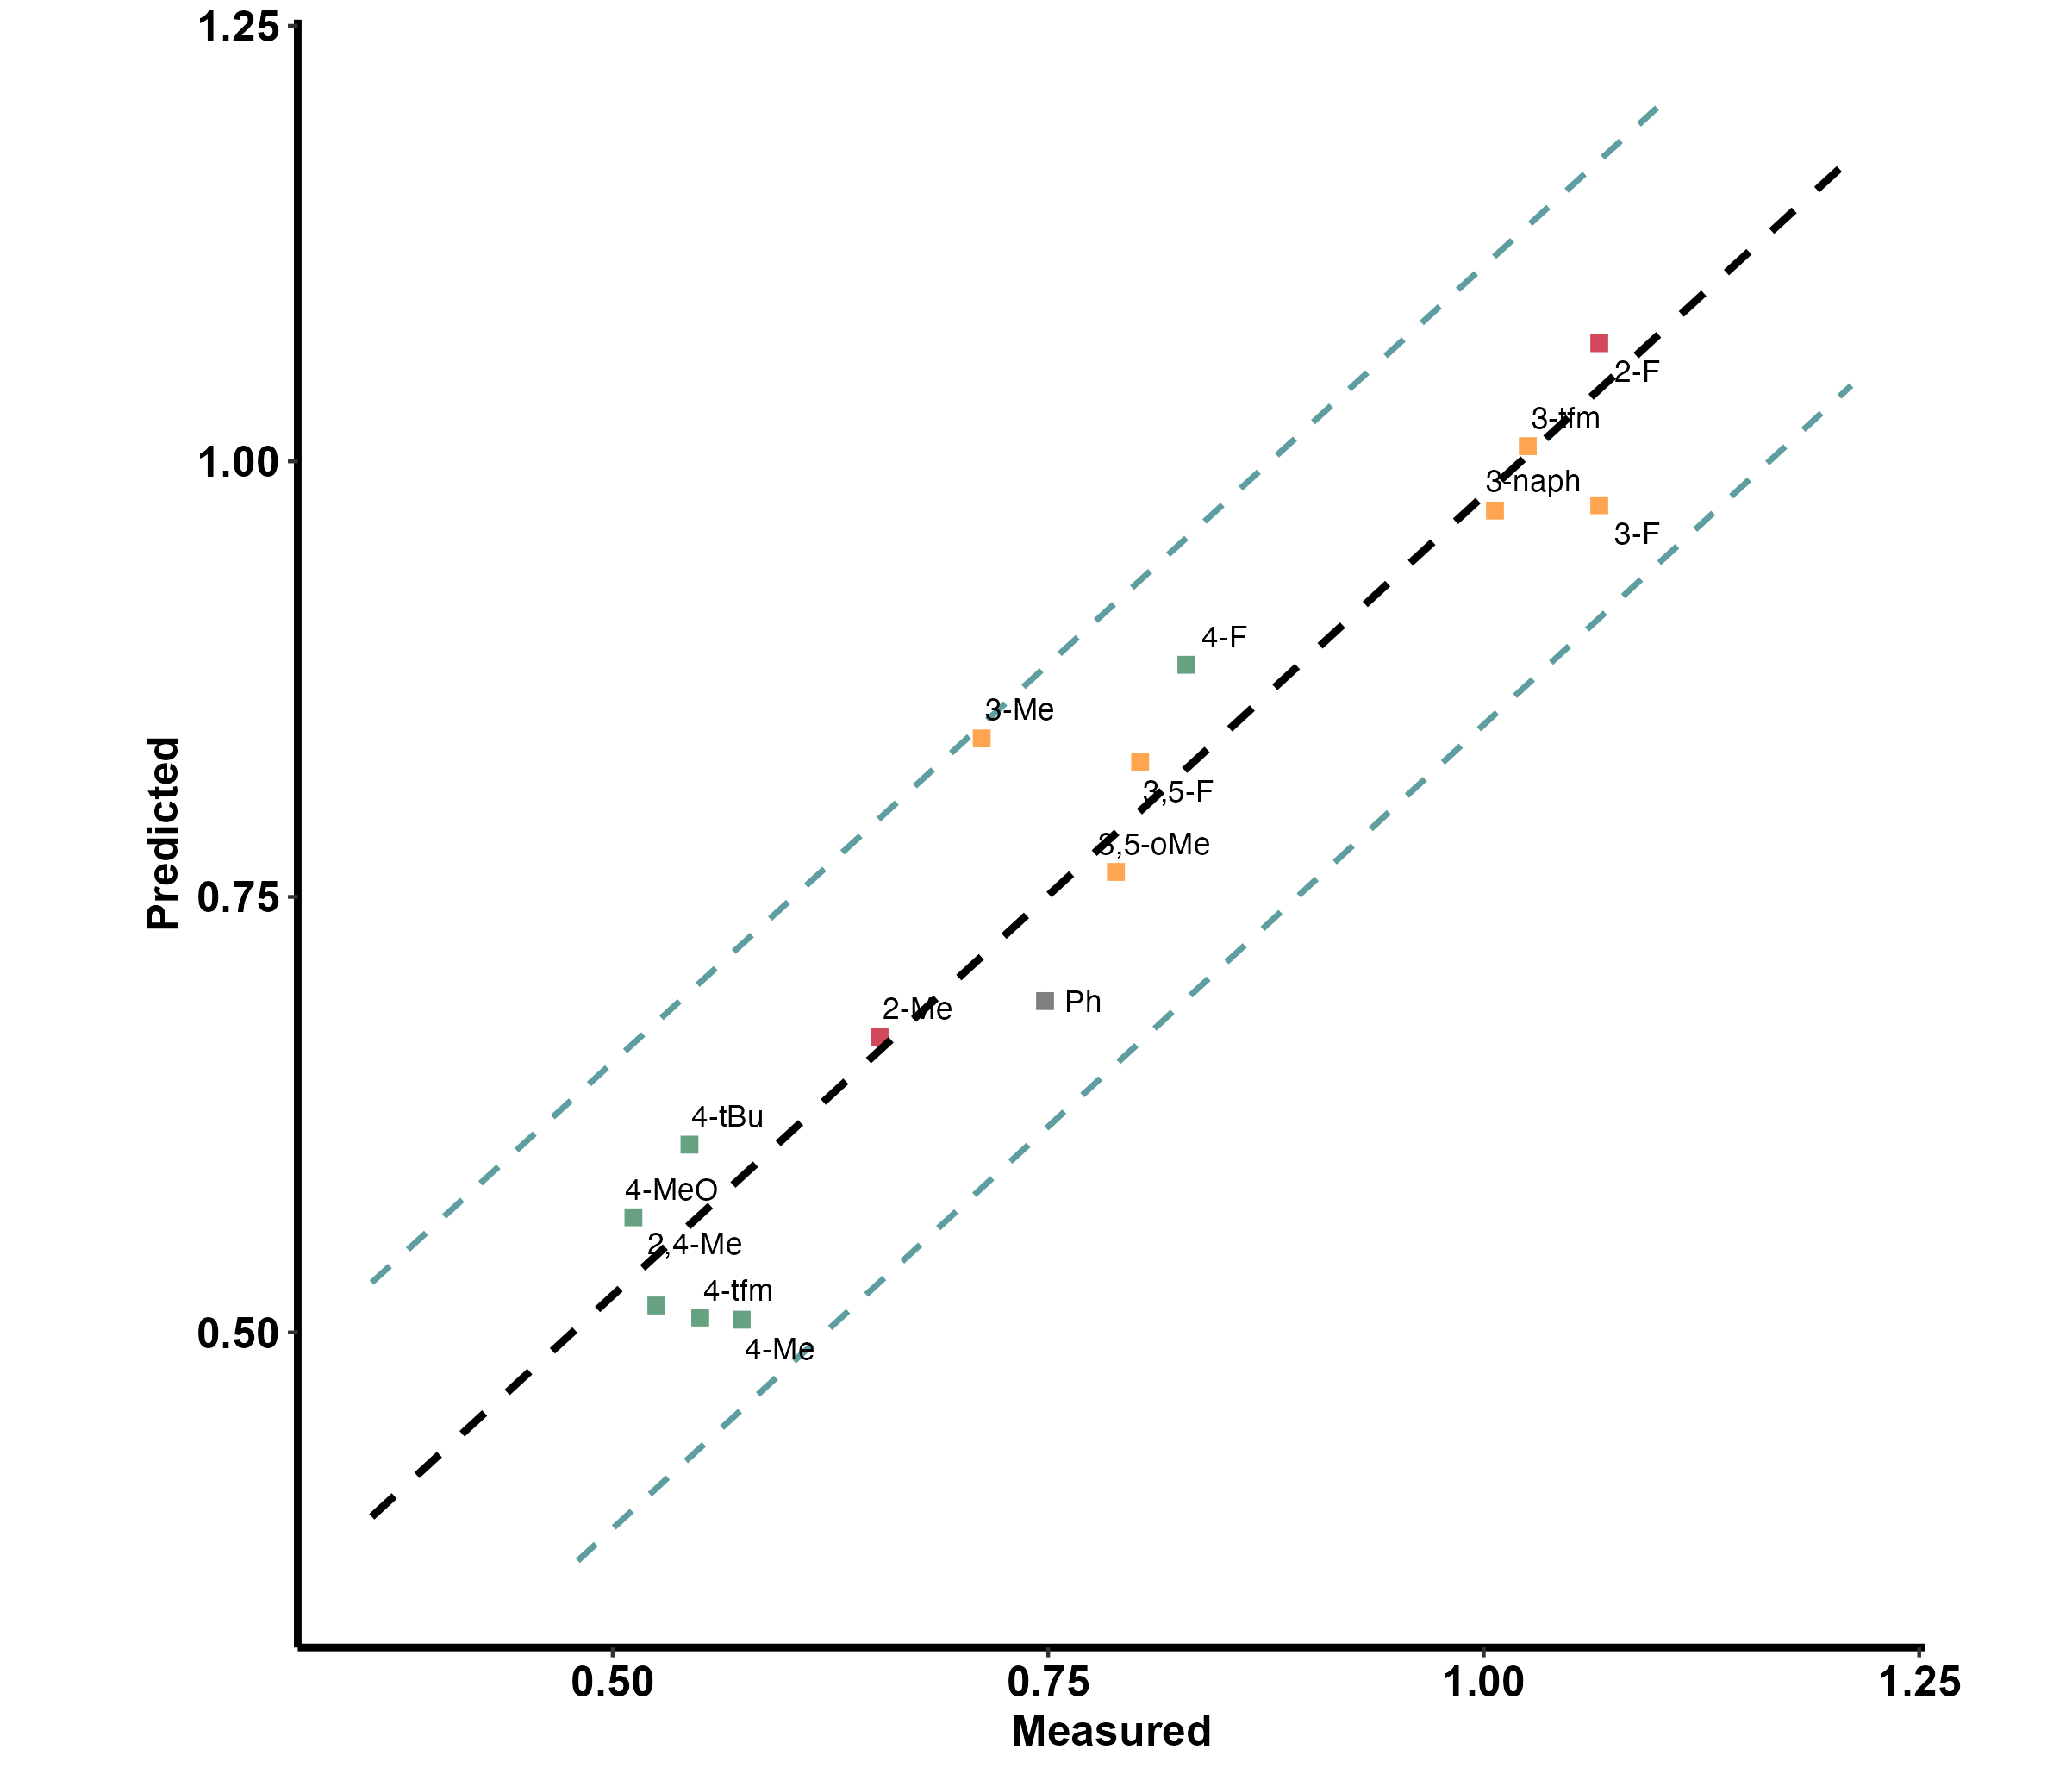 1.25
1.00
0.75
0.50
Predicted
2-F
3-tfm
3-naph
3-F
4-F
3-Me
3,5-F
3,5-oMe
2-Me
Ph
4-tBu
4-MeO
2,4-Me
4-tfm
4-Me
0.50
0.75
1.00
1.25
Measured